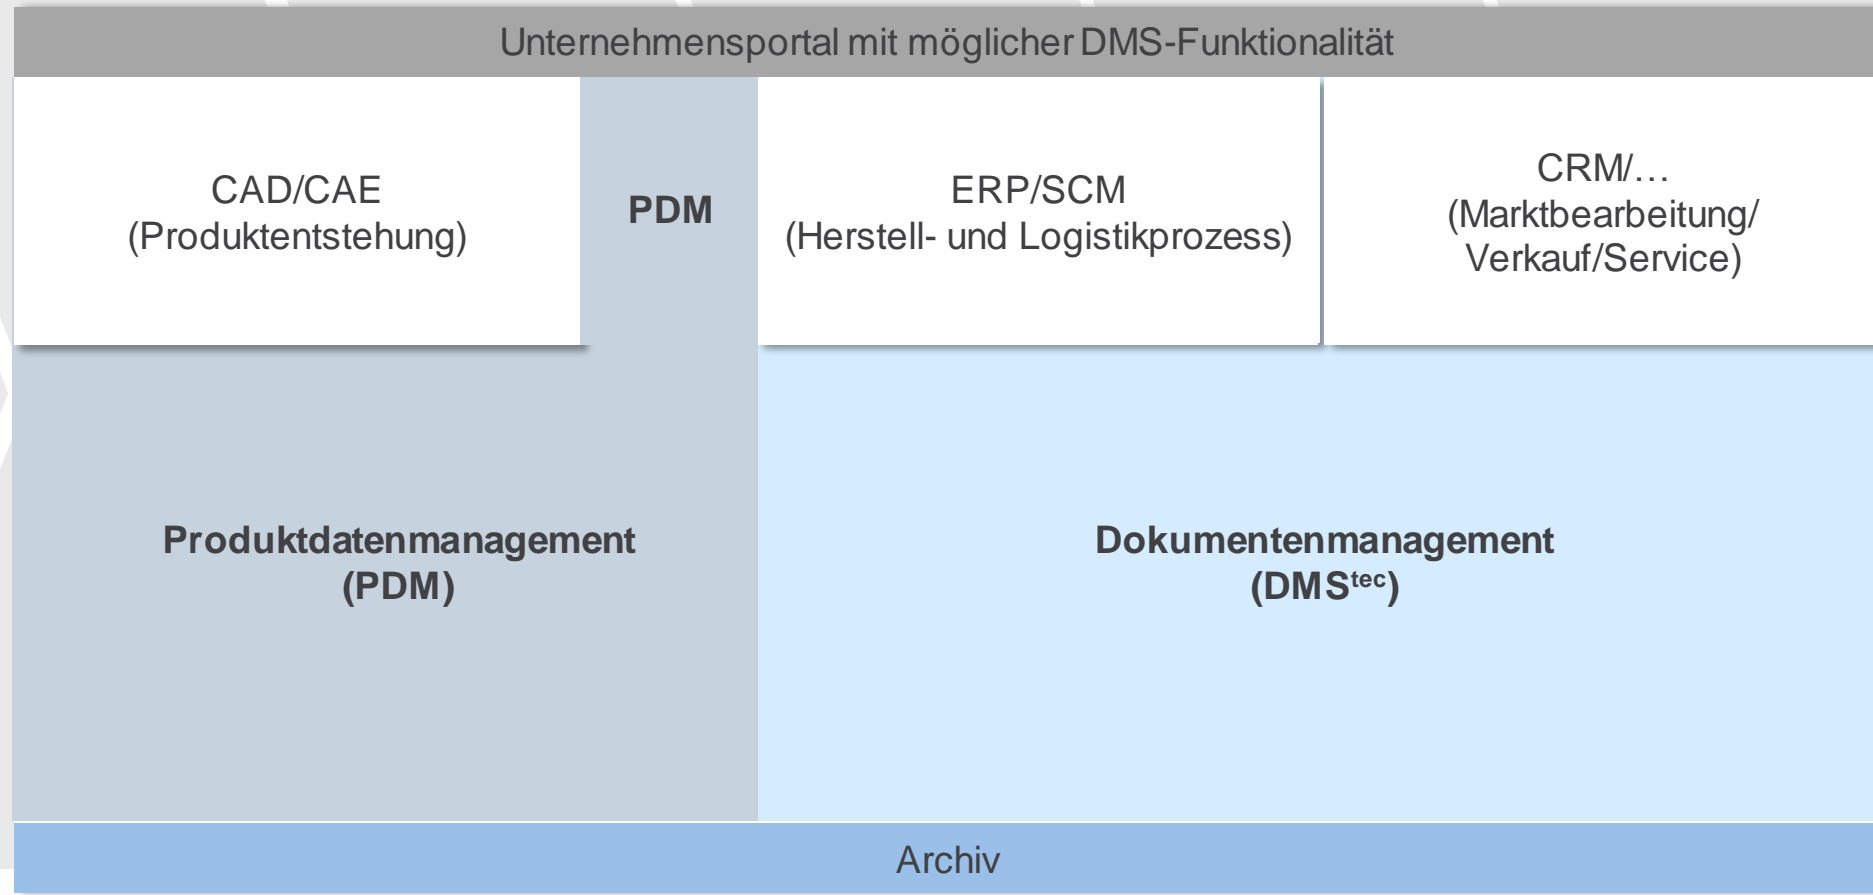 Unternehmensportal mit möglicher DMS-Funktionalität
CAD/CAE
(Produktentstehung)
PDM
ERP/SCM
(Herstell- und Logistikprozess)
CRM/…
(Marktbearbeitung/
Verkauf/Service)
Produktdatenmanagement
(PDM)
Dokumentenmanagement
(DMStec)
Archiv